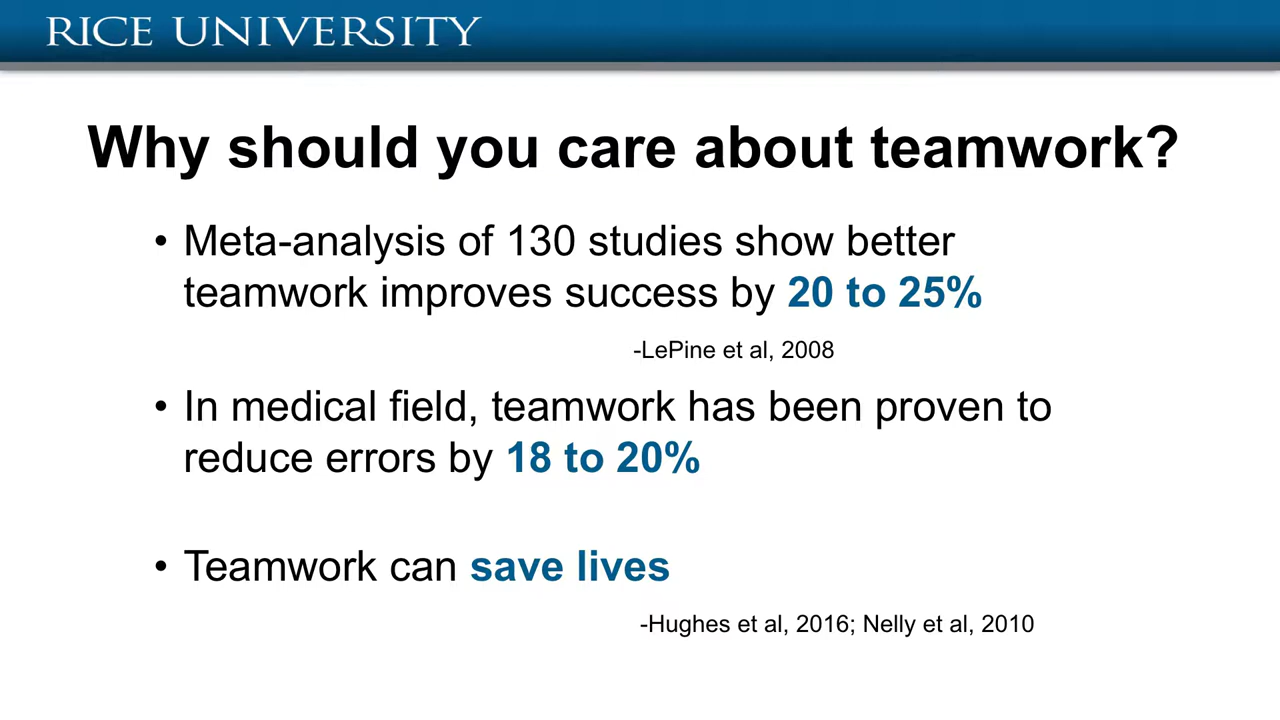 RICE UNIVERSITY
Why should you care about teamwork?
• Meta-analysis of 130 studies show better
teamwork improves success by 20 to 25%
-LePine et al, 2008
• In medical field, teamwork has been proven to
reduce errors by 18 to 20%
• Teamwork can save lives
-Hughes et al, 2016; Nelly et al, 2010